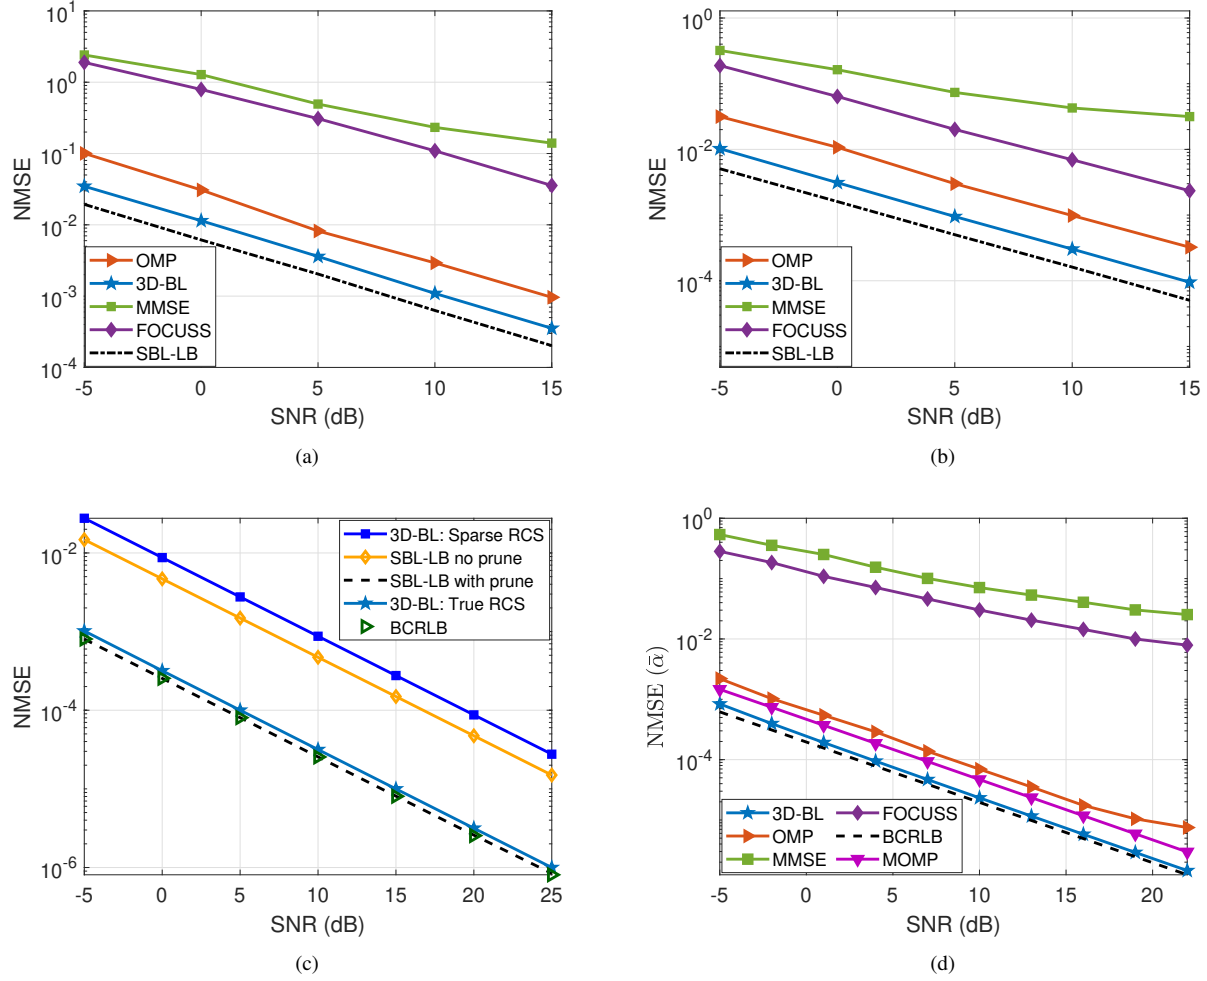 10^1
10^0
10^-1
10^-2
10^-3
10^-4
NMSE
-5 0 5 10 15
SNR (dB)
OMP
3D-BL
MMSE
FOCUSS
SBL-LB
(a)
10^0
10^-2
10^-4
NMSE
-5 0 5 10 15
SNR (dB)
OMP
3D-BL
MMSE
FOCUSS
SBL-LB
(b)
10^-2
10^-4
10^-6
NMSE
-5 0 5 10 15 20 25
SNR (dB)
3D-BL: Sparse RCS
SBL-LB no prune
SBL-LB with prune
3D-BL: True RCS
BCRLB
(c)
10^0
10^-2
10^-4
NMSE (ᾱ)
-5 0 5 10 15 20
SNR (dB)
3D-BL FOCUSS
OMP BCRLB
MMSE MOMP
(d)